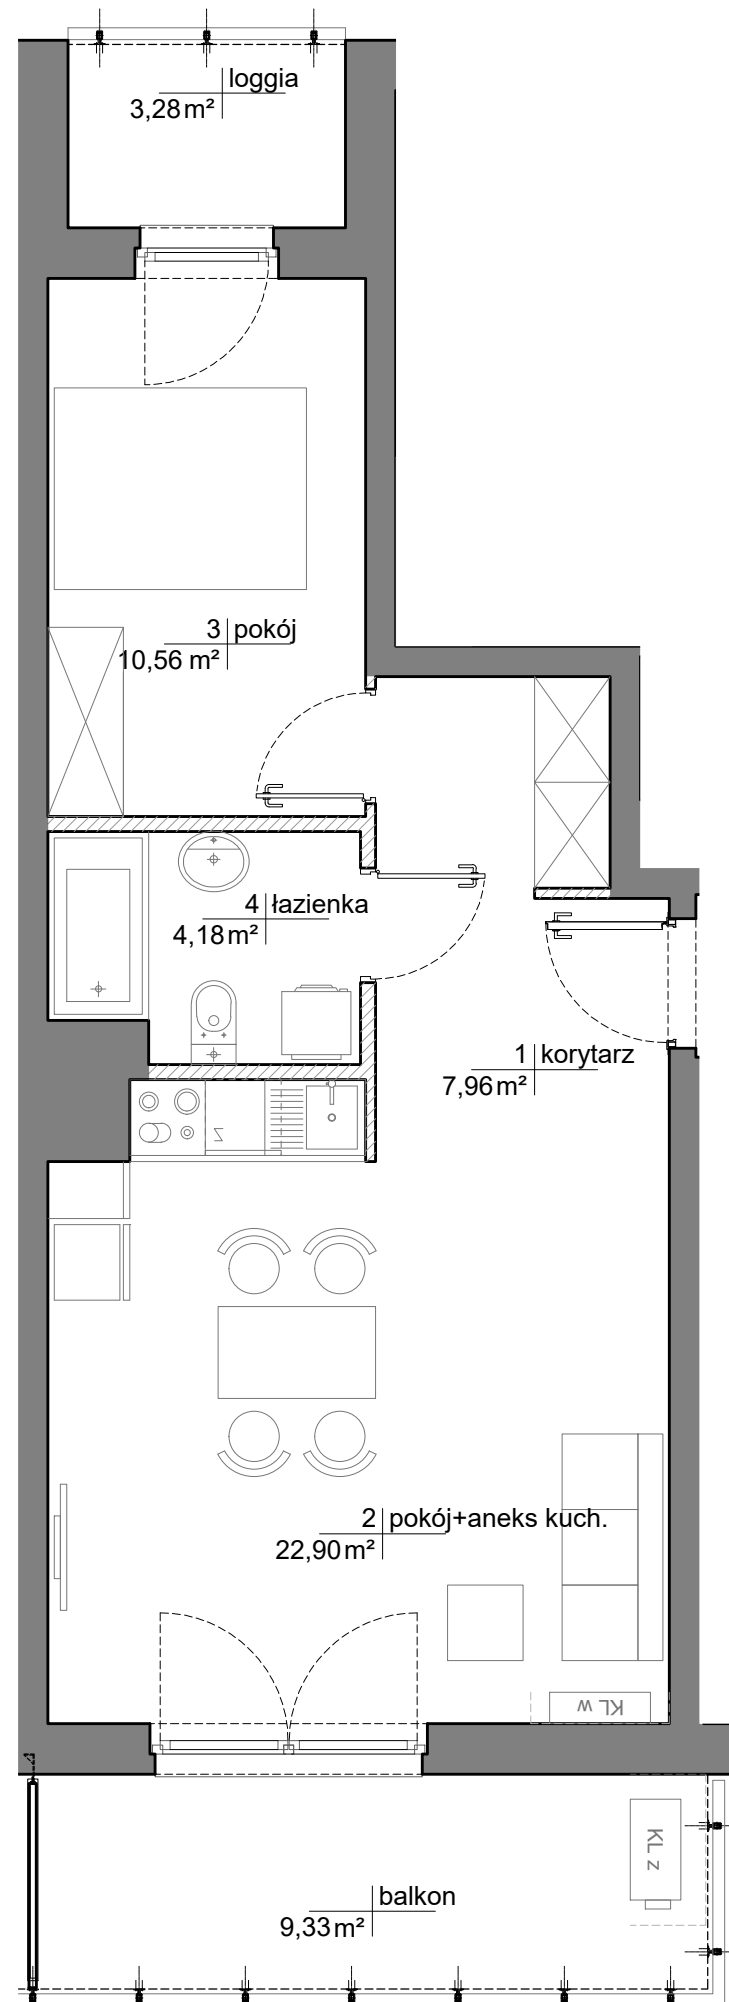 loggia
3,28 m²
3 pokój
10,56 m²
4 łazienka
4,18 m²
1 korytarz
7,96 m²
2 pokój+aneks kuch.
22,90 m²
KL w
KL z
balkon
9,33 m²